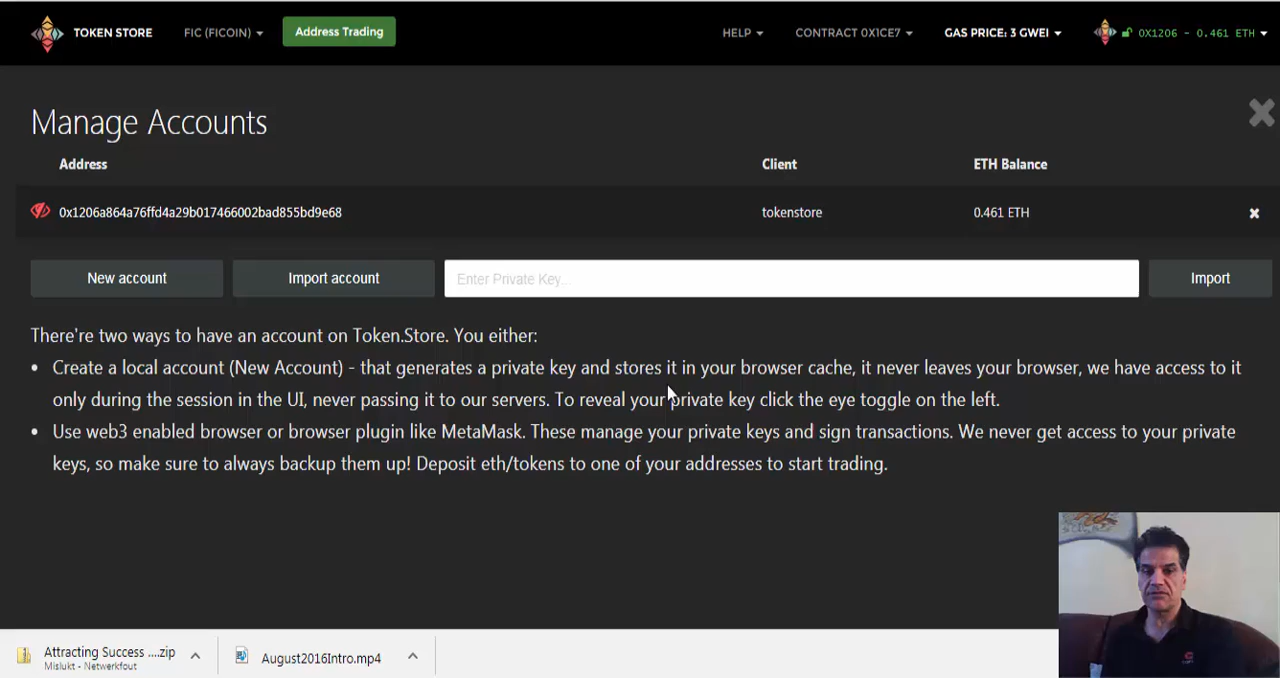 TOKEN STORE
FIC (FICOIN)
Address Trading
HELP
CONTRACT 0X1CE7
GAS PRICE: 3 GWEI
0X1206 - 0.461 ETH
Manage Accounts
Address
Client
ETH Balance
0x1206a864a76ffd4a29b017466002bad855bd9e68
tokenstore
0.461 ETH
New account
Import account
Enter Private Key...
Import
There're two ways to have an account on Token.Store. You either:
• Create a local account (New Account) - that generates a private key and stores it in your browser cache, it never leaves your browser, we have access to it
only during the session in the UI, never passing it to our servers. To reveal your private key click the eye toggle on the left.
• Use web3 enabled browser or browser plugin like MetaMask. These manage your private keys and sign transactions. We never get access to your private
keys, so make sure to always backup them up! Deposit eth/tokens to one of your addresses to start trading.
Attracting Success ....zip
Mislukt - Netwerkfout
August2016Intro.mp4